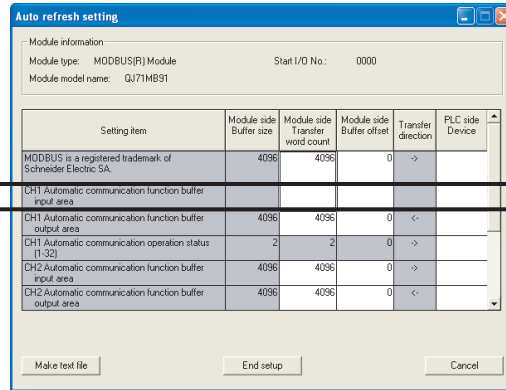 Auto refresh setting
Module information
Module type: MODBUS(R) Module Start I/O No.: 0000
Module model name: QJ71MB91
Setting item Module side Buffer size Module side Transfer word count Module side Buffer offset Transfer direction PLC side Device
MODBUS is a registered trademark of 4096 4096 0 ->
Schneider Electric SA.
CH1 Automatic communication function buffer
input area
CH1 Automatic communication function buffer 4096 4096 0 <-
output area
CH1 Automatic communication operation status 2 2 0 ->
(1-32)
CH2 Automatic communication function buffer 4096 4096 0 ->
input area
CH2 Automatic communication function buffer 4096 4096 0 <-
output area
Make text file End setup Cancel